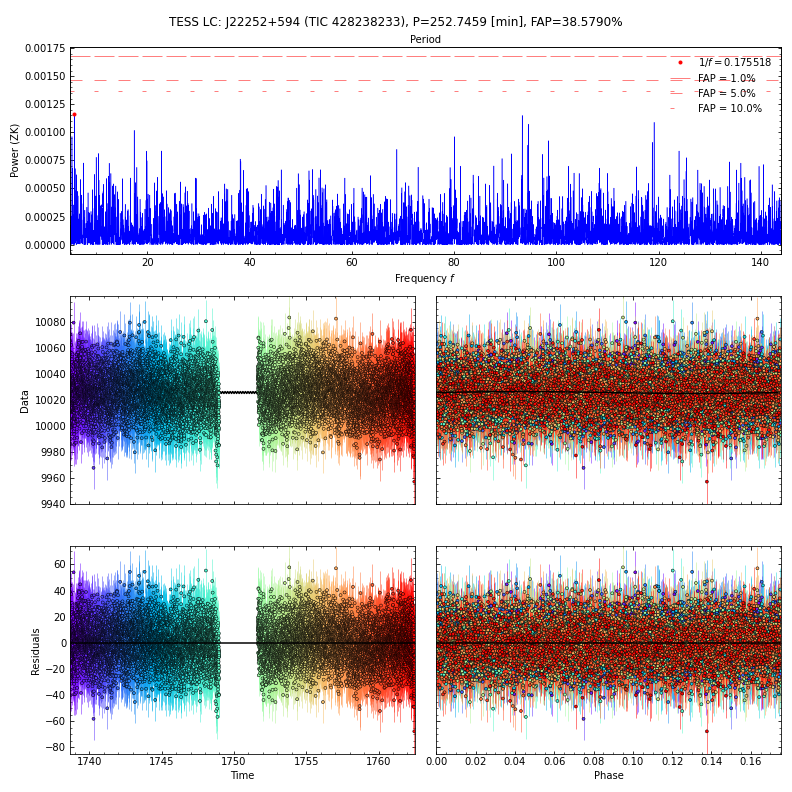 TESS LC: J22252+594 (TIC 428238233), P=252.7459 [min], FAP=38.5790%
Period
0.00175
0.00150
0.00125
0.00100
0.00075
0.00050
0.00025
0.00000
Power (ZK)
1/f = 0.175518
FAP = 1.0%
FAP = 5.0%
FAP = 10.0%
20 40 60 80 100 120 140
Frequency f
10080
10060
10040
10020
10000
9980
9960
9940
Data
60
40
20
0
−20
−40
−60
−80
Residuals
1740 1745 1750 1755 1760
Time
0.00 0.02 0.04 0.06 0.08 0.10 0.12 0.14 0.16
Phase